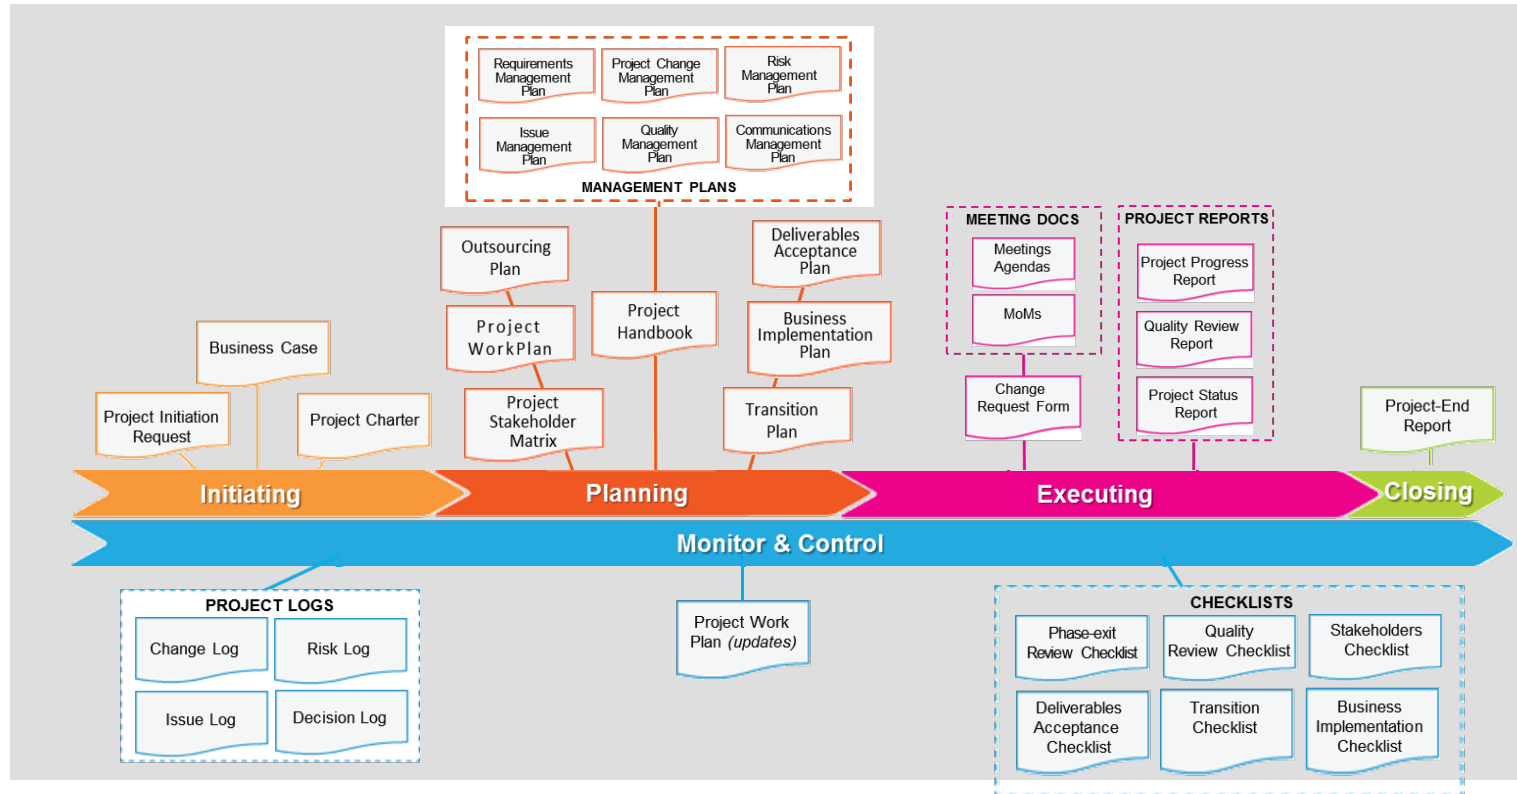 Requirements
Management
Plan
Project Change
Management
Plan
Risk
Management
Plan
Issue
Management
Plan
Quality
Management
Plan
Communications
Management
Plan
MANAGEMENT PLANS
Outsourcing
Plan
Project
WorkPlan
Project
Stakeholder
Matrix
Project
Handbook
Deliverables
Acceptance
Plan
Business
Implementation
Plan
Transition
Plan
MEETING DOCS
Meetings
Agendas
MoMs
Change
Request Form
PROJECT REPORTS
Project Progress
Report
Quality Review
Report
Project Status
Report
Business Case
Project Initiation
Request
Project Charter
Project-End
Report
Initiating
Planning
Executing
Closing
Monitor & Control
PROJECT LOGS
Change Log
Risk Log
Issue Log
Decision Log
Project Work
Plan (updates)
CHECKLISTS
Phase-exit
Review Checklist
Quality
Review Checklist
Stakeholders
Checklist
Deliverables
Acceptance
Checklist
Transition
Checklist
Business
Implementation
Checklist